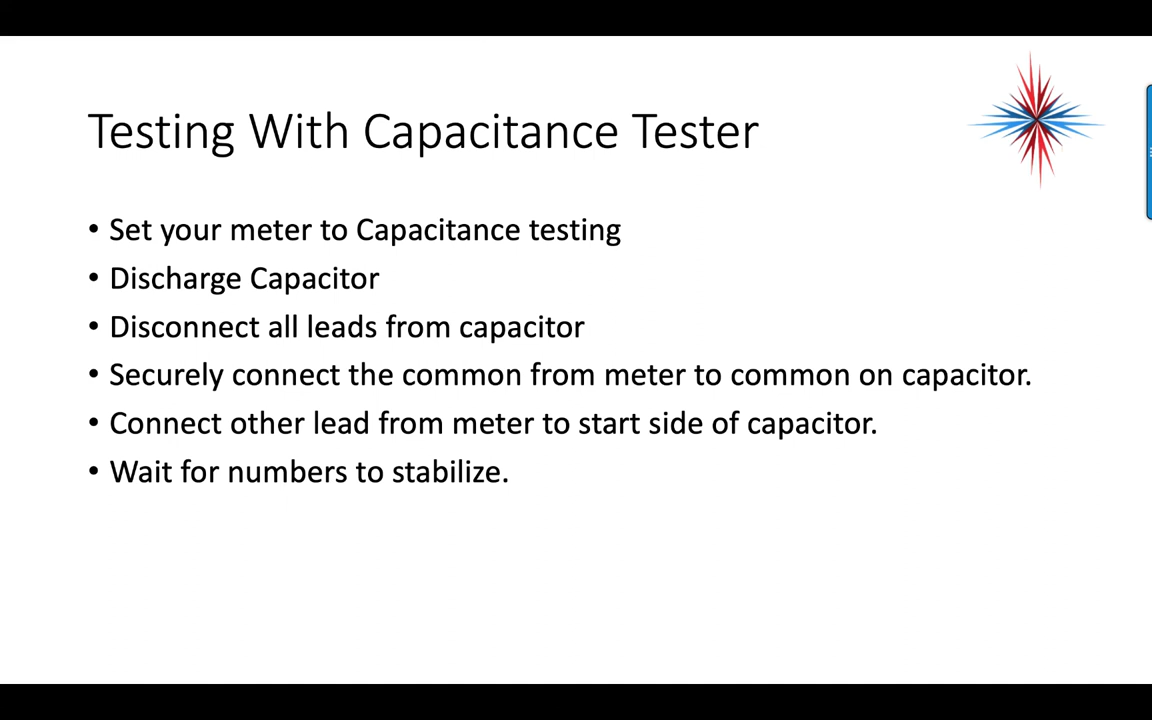 Testing With Capacitance Tester
• Set your meter to Capacitance testing
• Discharge Capacitor
• Disconnect all leads from capacitor
• Securely connect the common from meter to common on capacitor.
• Connect other lead from meter to start side of capacitor.
• Wait for numbers to stabilize.